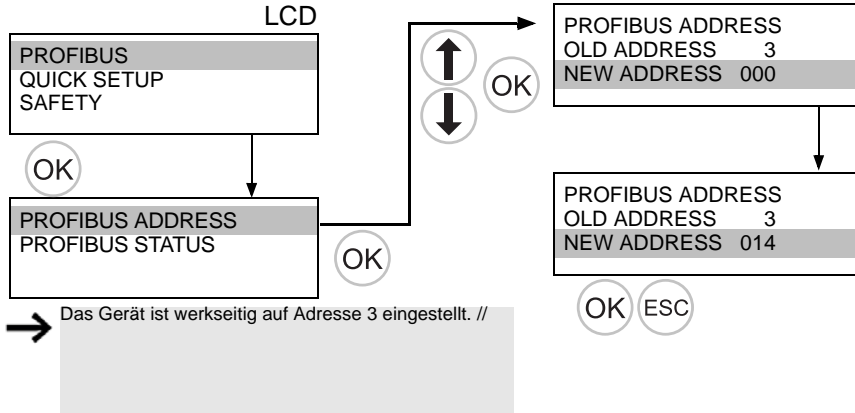 LCD
PROFIBUS
QUICK SETUP
SAFETY
OK
PROFIBUS ADDRESS
PROFIBUS STATUS
OK
Das Gerät ist werkseitig auf Adresse 3 eingestellt. //
OK
PROFIBUS ADDRESS
OLD ADDRESS 3
NEW ADDRESS 000
PROFIBUS ADDRESS
OLD ADDRESS 3
NEW ADDRESS 014
OK ESC